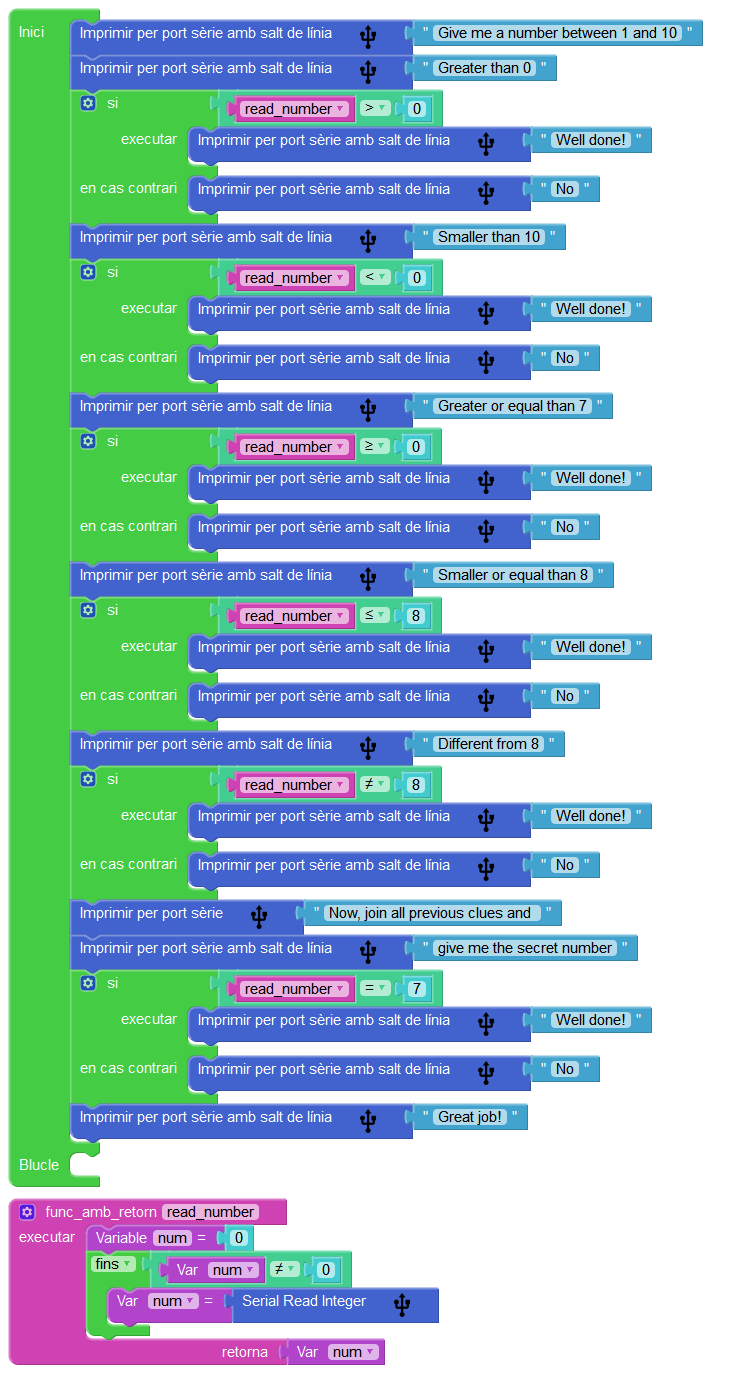 Inici Imprimir per port sèrie amb salt de línia " Give me a number between 1 and 10 "
Imprimir per port sèrie amb salt de línia " Greater than 0 "
si read_number > 0
executar Imprimir per port sèrie amb salt de línia " Well done! "
en cas contrari Imprimir per port sèrie amb salt de línia " No "
Imprimir per port sèrie amb salt de línia " Smaller than 10 "
si read_number < 0
executar Imprimir per port sèrie amb salt de línia " Well done! "
en cas contrari Imprimir per port sèrie amb salt de línia " No "
Imprimir per port sèrie amb salt de línia " Greater or equal than 7 "
si read_number ≥ 0
executar Imprimir per port sèrie amb salt de línia " Well done! "
en cas contrari Imprimir per port sèrie amb salt de línia " No "
Imprimir per port sèrie amb salt de línia " Smaller or equal than 8 "
si read_number ≤ 8
executar Imprimir per port sèrie amb salt de línia " Well done! "
en cas contrari Imprimir per port sèrie amb salt de línia " No "
Imprimir per port sèrie amb salt de línia " Different from 8 "
si read_number ≠ 8
executar Imprimir per port sèrie amb salt de línia " Well done! "
en cas contrari Imprimir per port sèrie amb salt de línia " No "
Imprimir per port sèrie " Now, join all previous clues and "
Imprimir per port sèrie amb salt de línia " give me the secret number "
si read_number = 7
executar Imprimir per port sèrie amb salt de línia " Well done! "
en cas contrari Imprimir per port sèrie amb salt de línia " No "
Imprimir per port sèrie amb salt de línia " Great job! "
Blucle
func_amb_retorn read_number
executar Variable num = 0
fins Var num ≠ 0
Var num = Serial Read Integer
retorna Var num